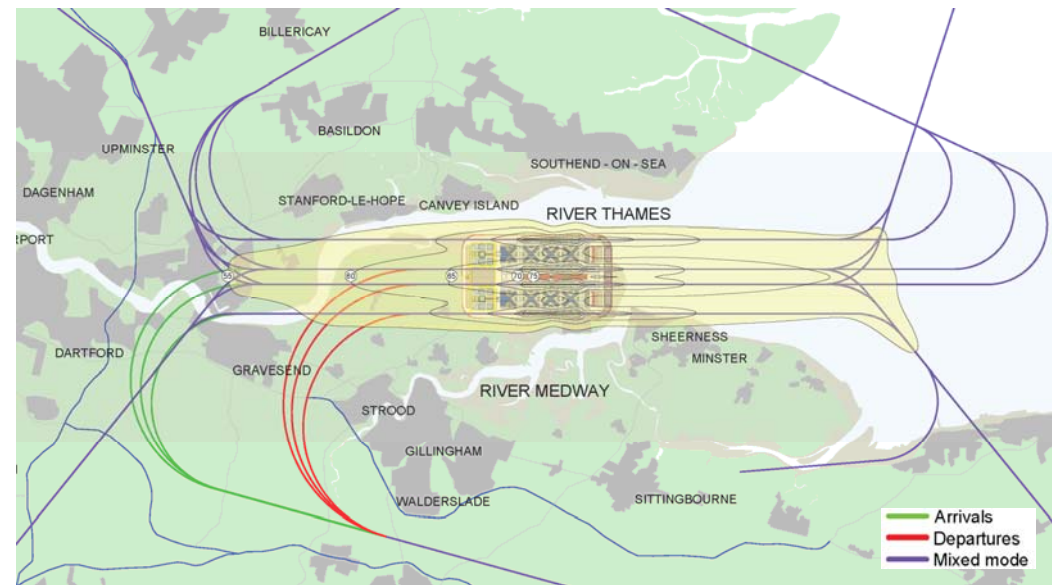 BILLERICAY
BASILDON
UPMINSTER
SOUTHEND - ON - SEA
DAGENHAM
STANFORD-LE-HOPE
CANVEY ISLAND
RIVER THAMES
RPORT
55
60
65
70
75
SHEERNESS
DARTFORD
MINSTER
GRAVESEND
RIVER MEDWAY
STROOD
GILLINGHAM
WALDERSLADE
SITTINGBOURNE
Arrivals
Departures
Mixed mode